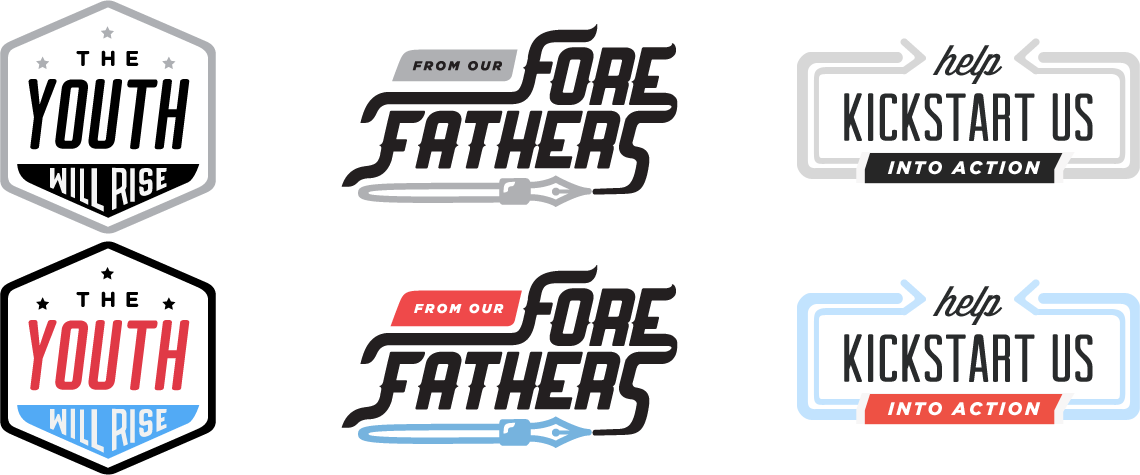 THE
YOUTH
WILL RISE
FROM OUR
FORE
FATHERS
help
KICKSTART US
INTO ACTION
THE
YOUTH
WILL RISE
FROM OUR
FORE
FATHERS
help
KICKSTART US
INTO ACTION